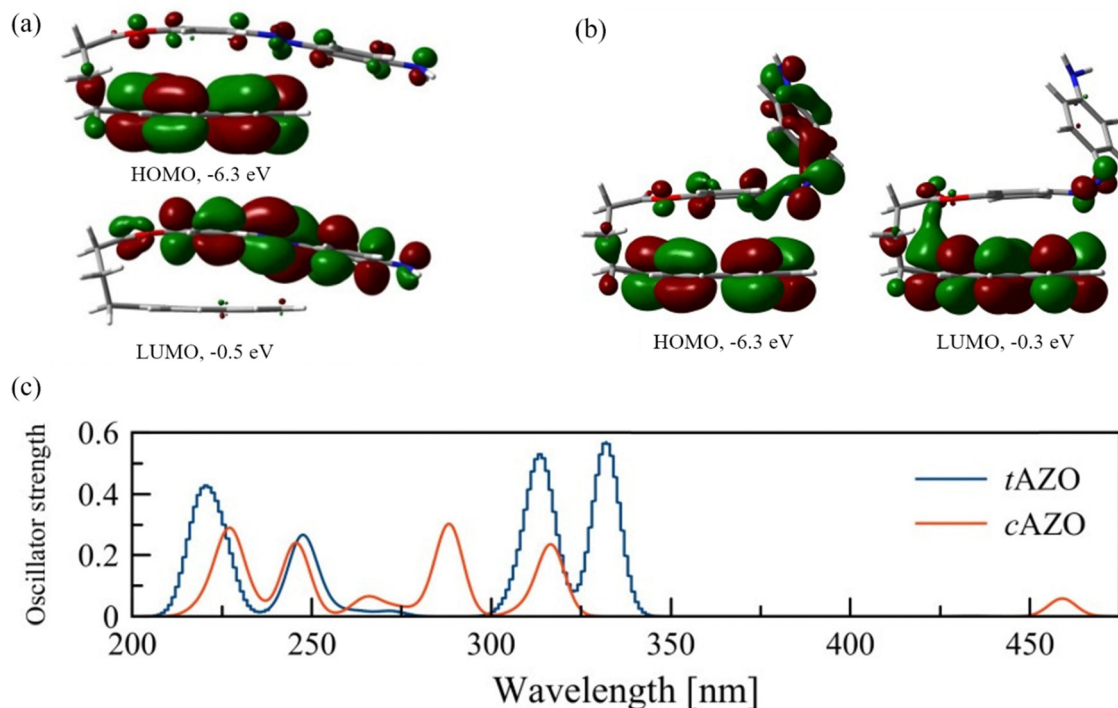 (a)
(b)
HOMO, -6.3 eV
LUMO, -0.5 eV
HOMO, -6.3 eV
LUMO, -0.3 eV
(c)
Oscillator strength
0.6
0.4
0.2
0
tAZO
cAZO
200 250 300 350 400 450
Wavelength [nm]